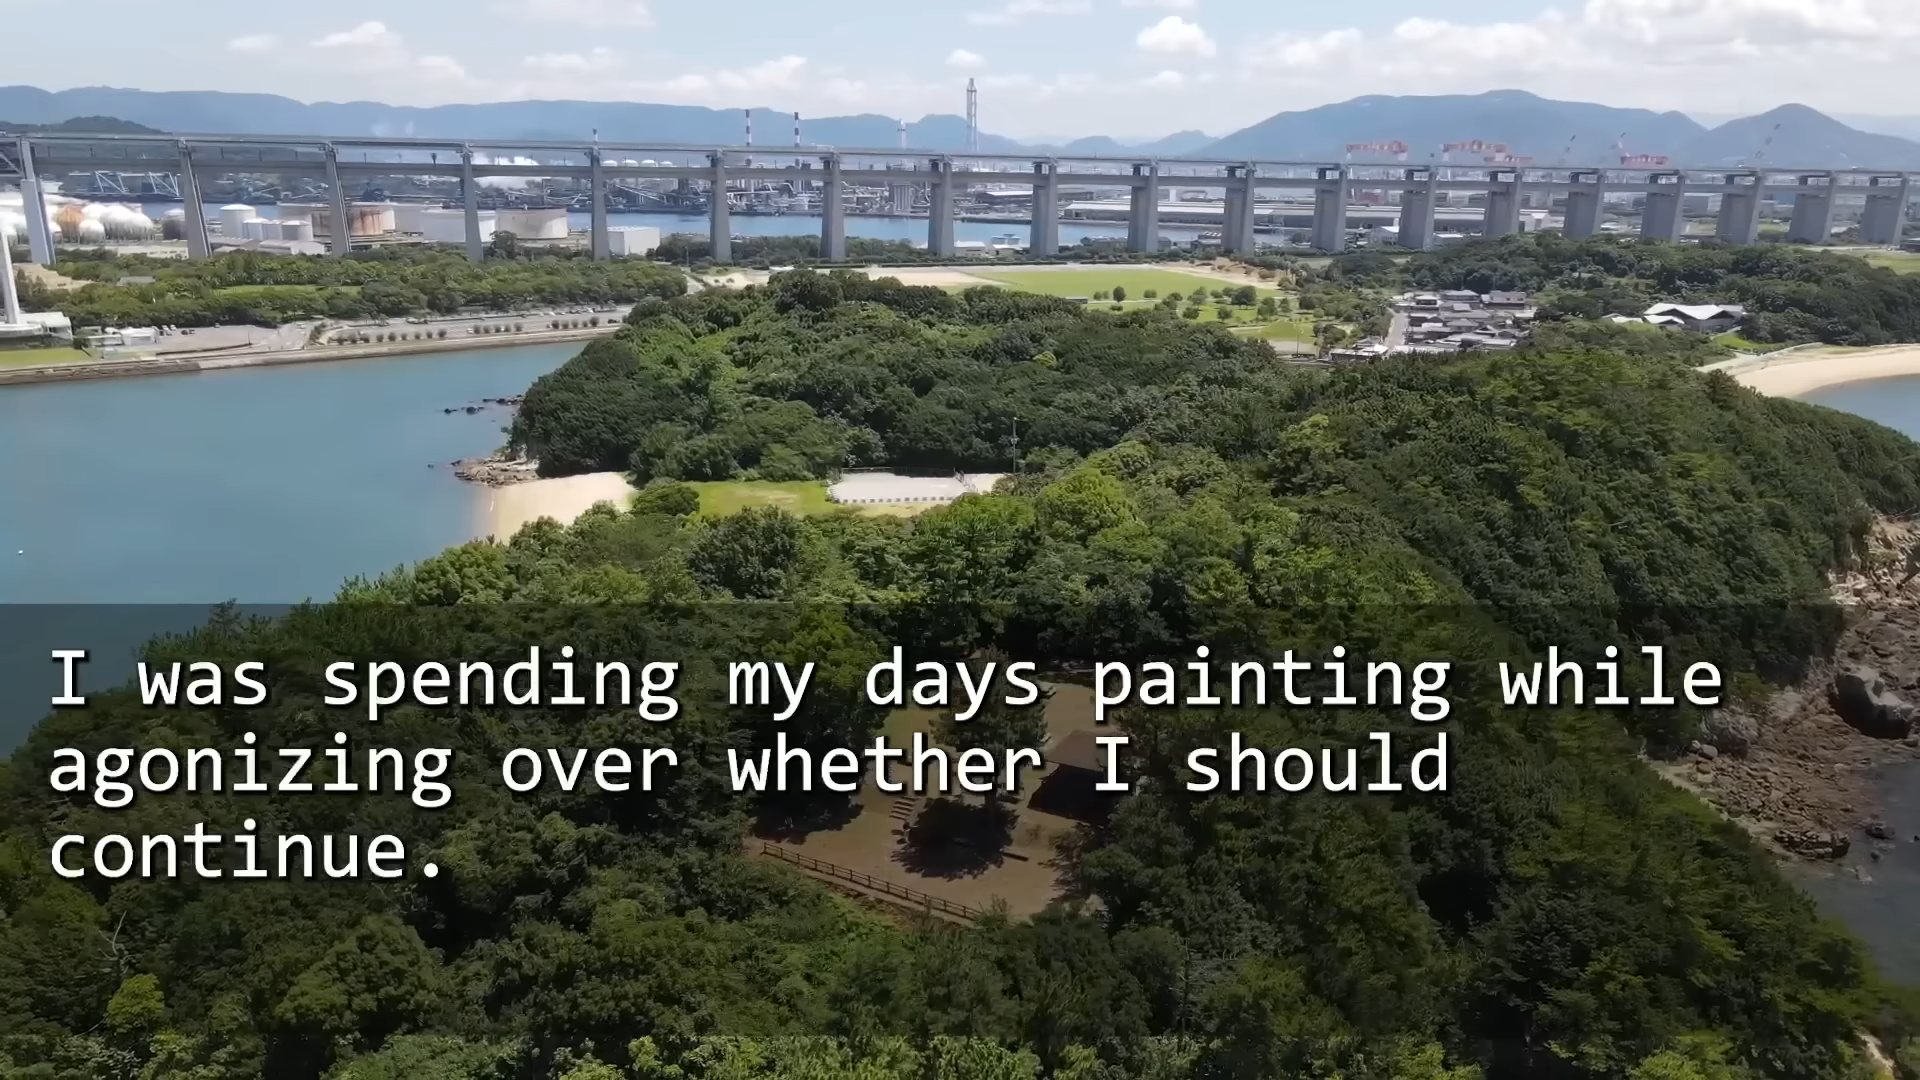 I was spending my days painting while
agonizing over whether I should
continue.